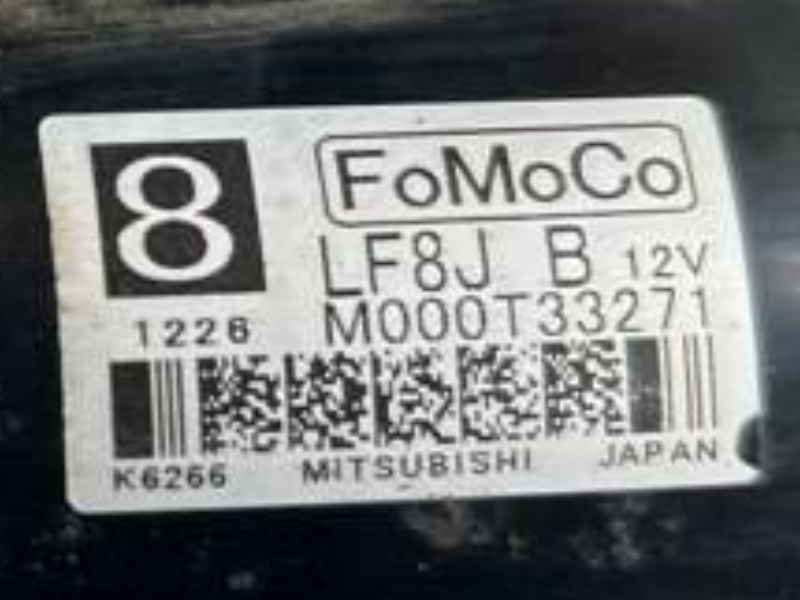 8
FoMoCo
LF8J B 12V
1226 M000T33271
K6266 MITSUBISHI JAPAN